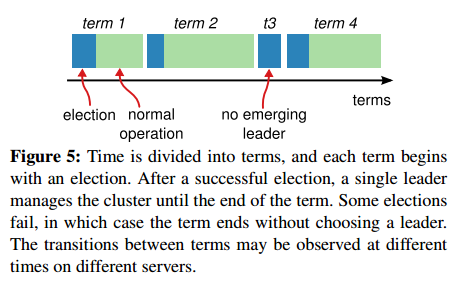 term 1 term 2 t3 term 4
terms
election normal operation no emerging leader
Figure 5: Time is divided into terms, and each term begins
with an election. After a successful election, a single leader
manages the cluster until the end of the term. Some elections
fail, in which case the term ends without choosing a leader.
The transitions between terms may be observed at different
times on different servers.